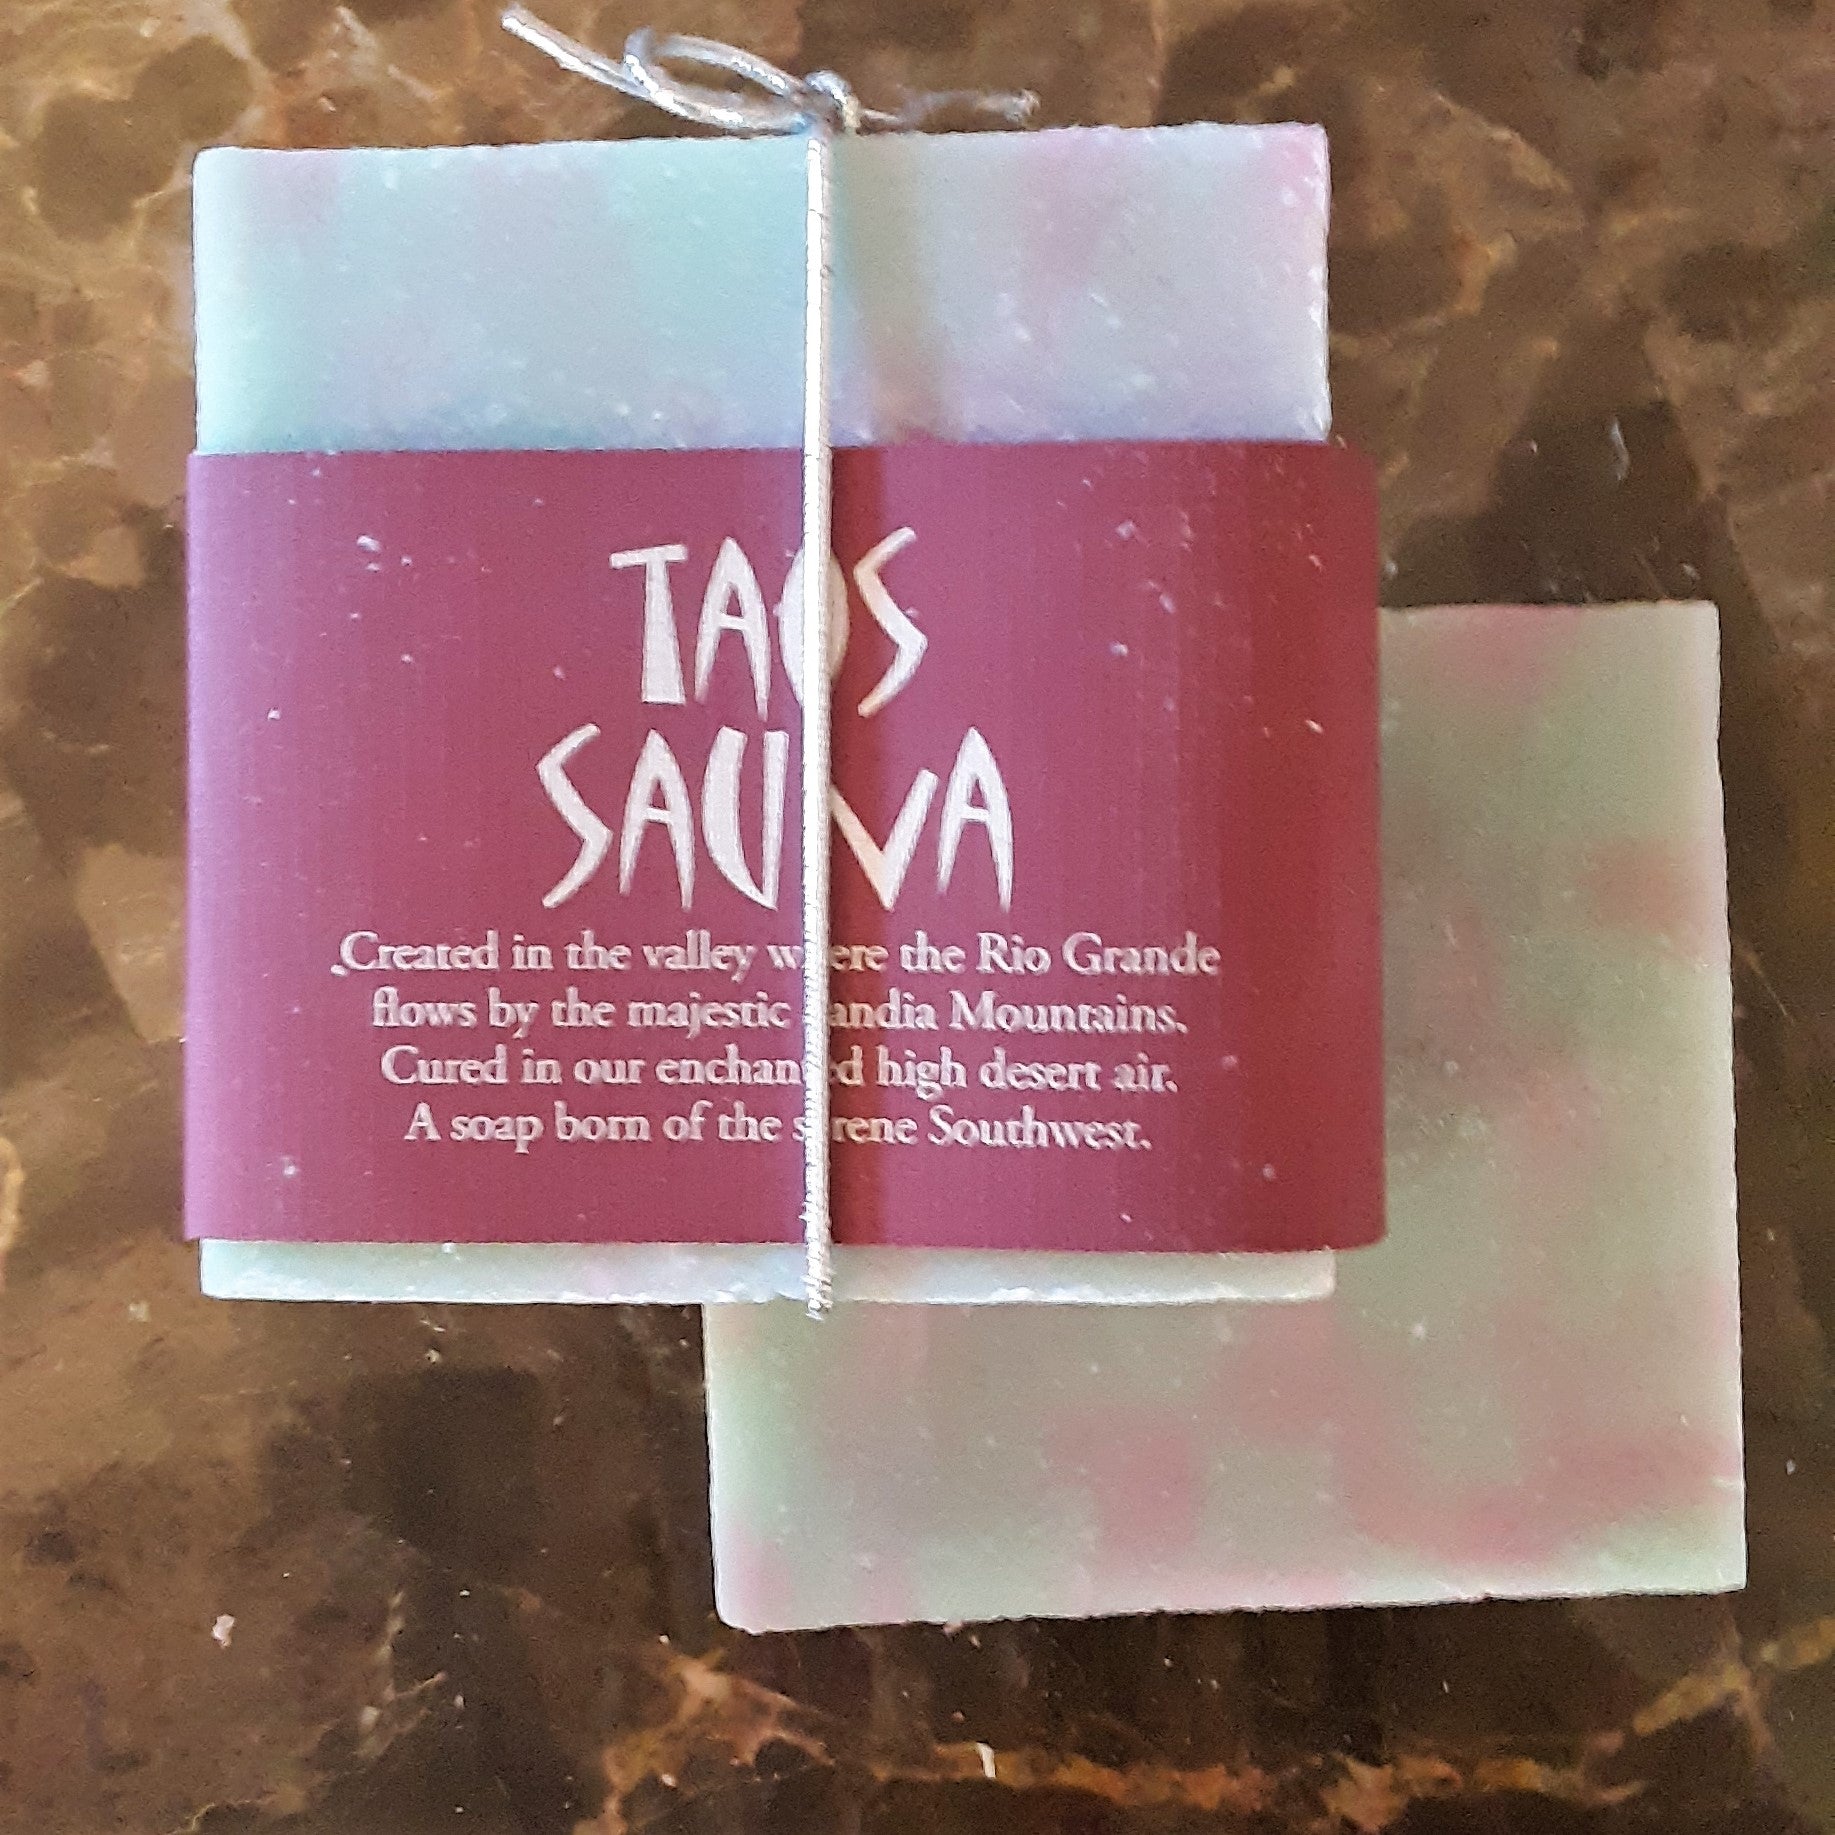 TAOS
SAUNA
Created in the valley where the Rio Grande
flows by the majestic Sandia Mountains.
Cured in our enchanted high desert air.
A soap born of the serene Southwest.